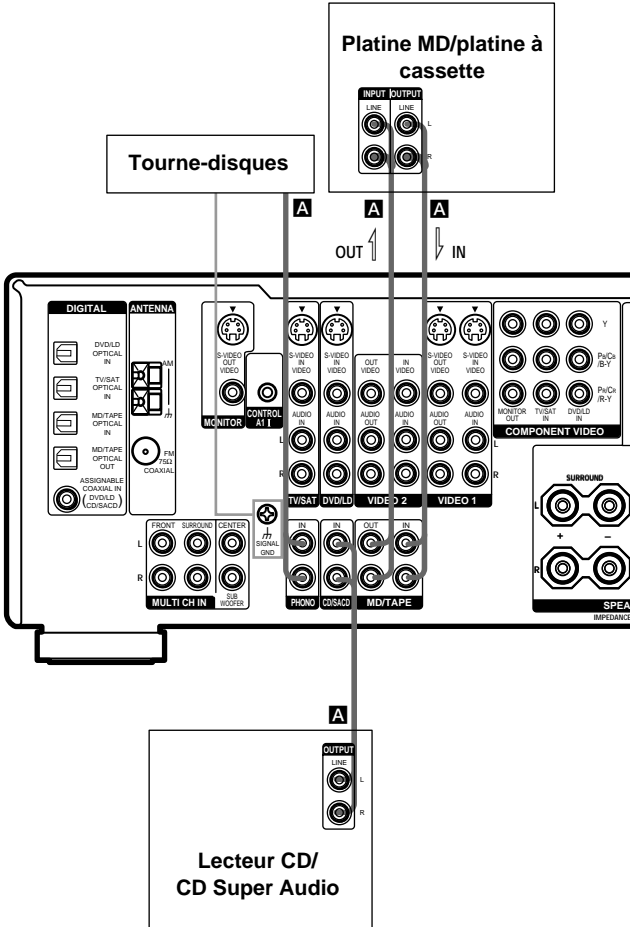 Platine MD/platine à
cassette
INPUT OUTPUT
LINE LINE
L
R
Tourne-disques
A A A
OUT IN
DIGITAL
DVD/LD
OPTICAL
IN
TV/SAT
OPTICAL
IN
MD/TAPE
OPTICAL
IN
MD/TAPE
OPTICAL
OUT
ASSIGNABLE
COAXIAL IN
( DVD/LD )
CD/SACD
ANTENNA
AM
FM
75Ω
COAXIAL
S-VIDEO
OUT
VIDEO
MONITOR
CONTROL
A1 II
S-VIDEO
IN
VIDEO
AUDIO
IN
L
R
TV/SAT
S-VIDEO
IN
VIDEO
AUDIO
IN
DVD/LD
OUT IN
VIDEO VIDEO
AUDIO AUDIO
OUT IN
VIDEO 2
S-VIDEO S-VIDEO
OUT IN
VIDEO VIDEO
AUDIO AUDIO
OUT IN
L
R
VIDEO 1
Y
PB/CB
/B-Y
PR/CR
/R-Y
MONITOR TV/SAT DVD/LD
OUT IN IN
COMPONENT VIDEO
FRONT SURROUND CENTER
L
R
SUB
WOOFER
MULTI CH IN
SIGNAL
GND
IN IN OUT IN
PHONO CD/SACD MD/TAPE
SURROUND
L
+ –
R
SPEA
IMPEDANCE
A
OUTPUT
LINE
L
R
Lecteur CD/
CD Super Audio